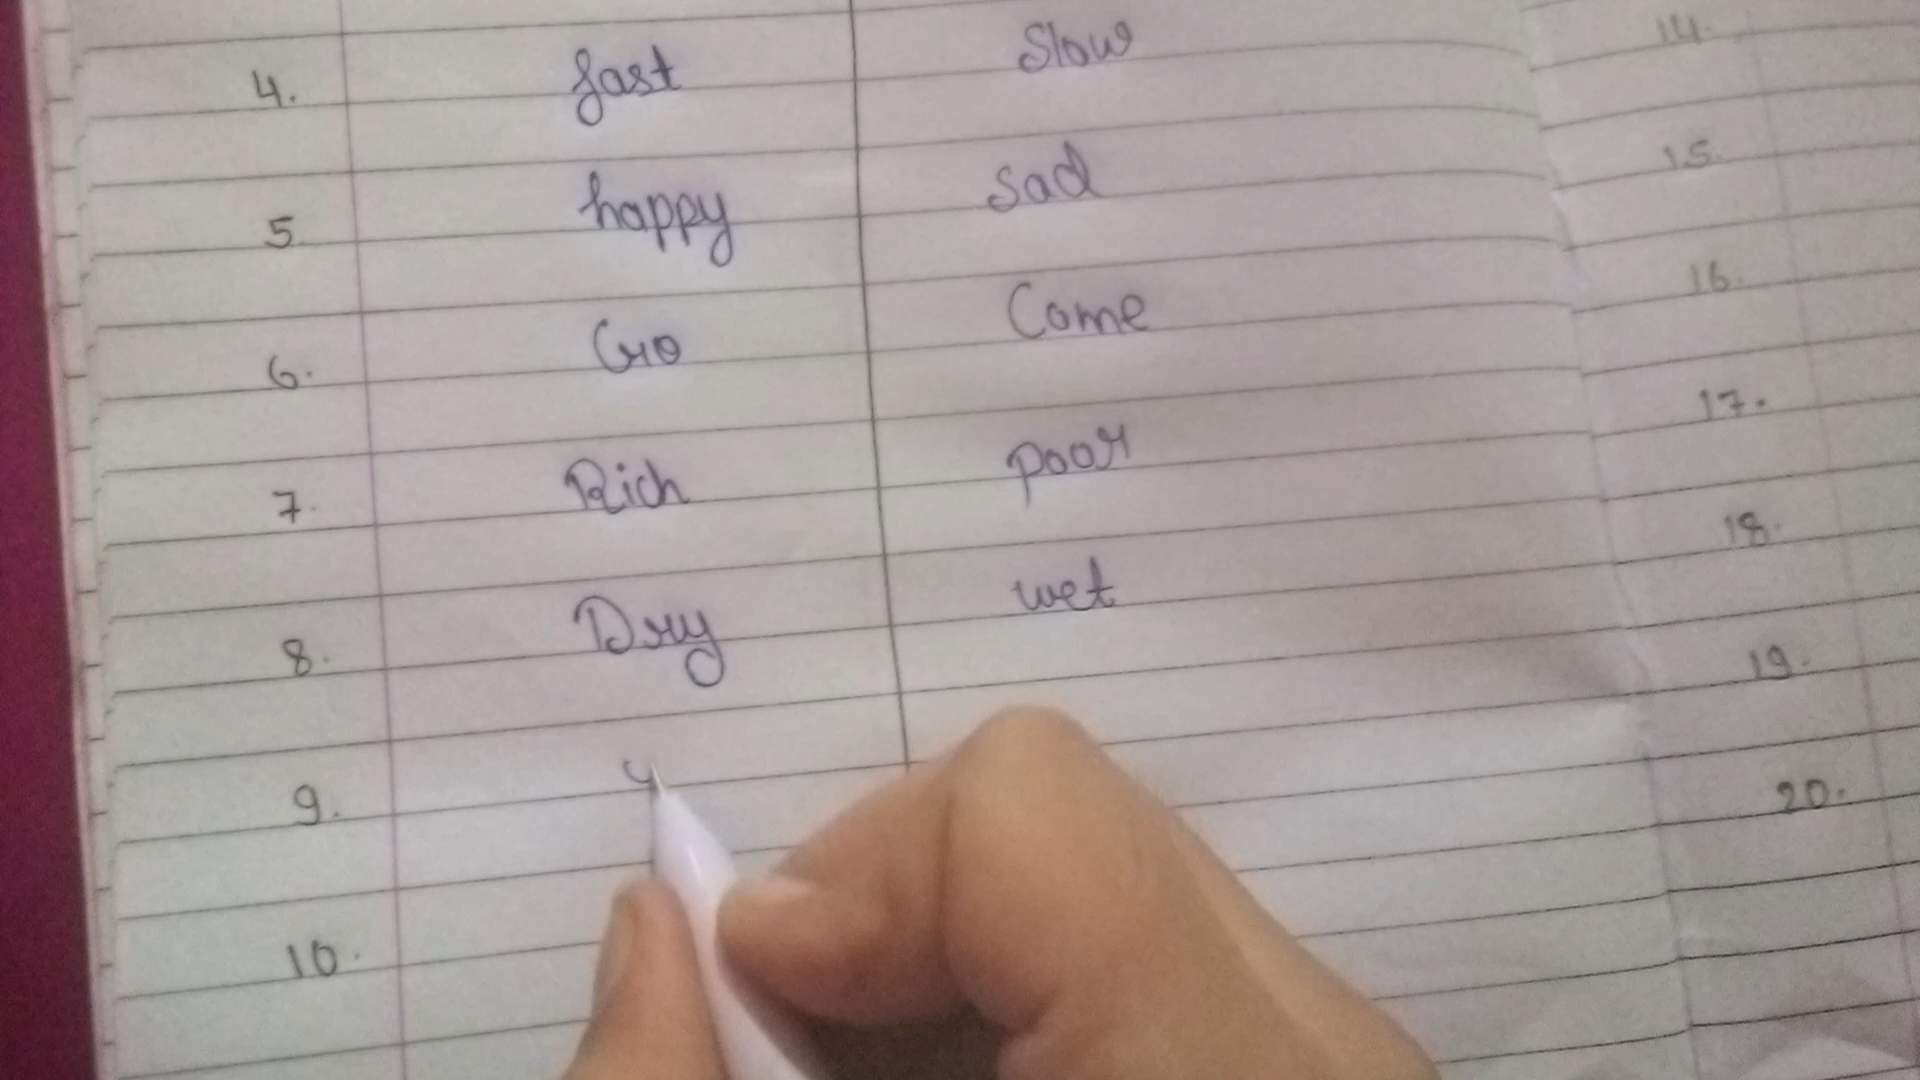 4. fast Slow
5. happy Sad
6. Go Come
7. Rich poor
8. Dry wet
9.
10.
14.
15.
16.
17.
18.
19.
20.